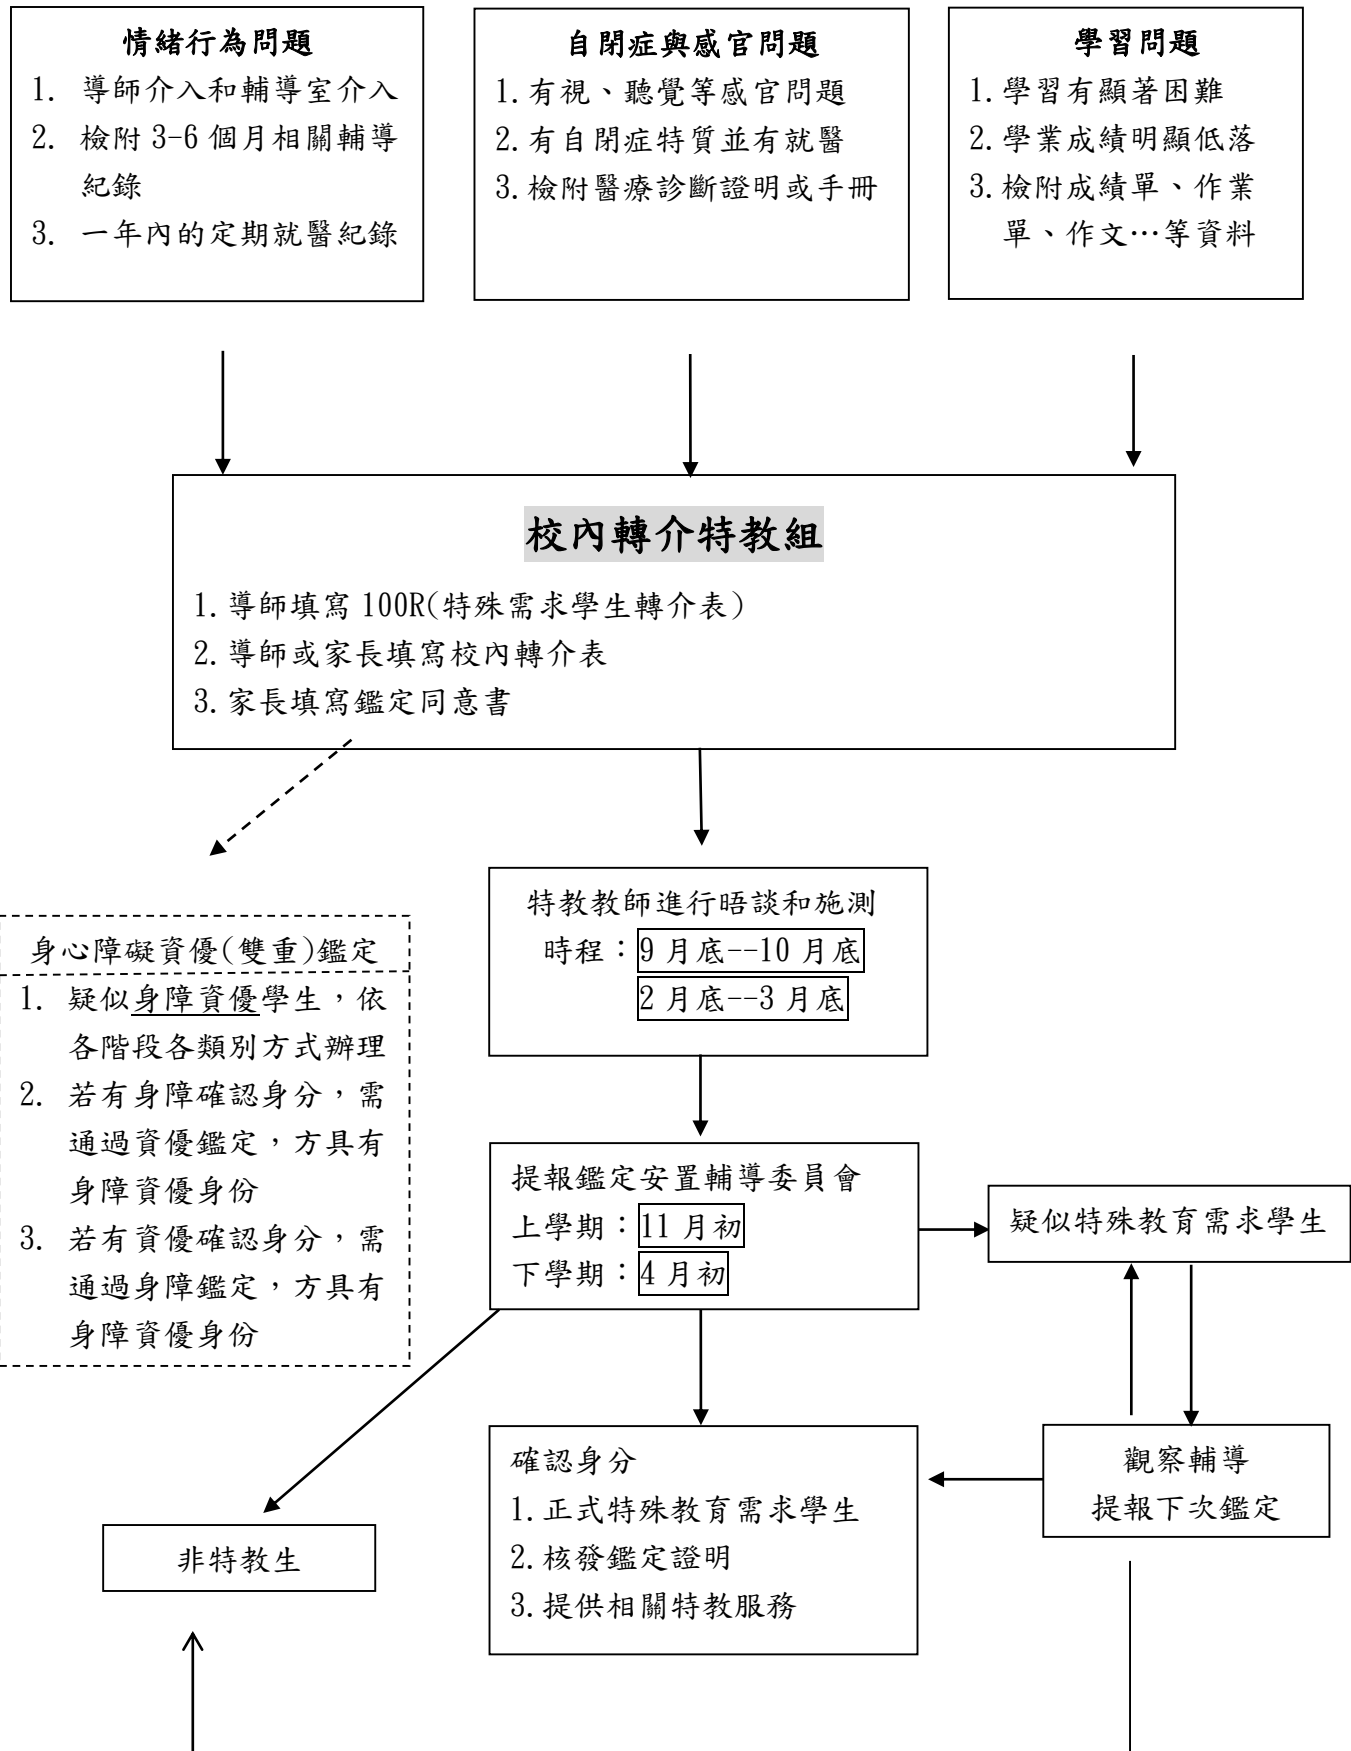 情緒行為問題
1. 導師介入和輔導室介入
2. 檢附 3-6 個月相關輔導
紀錄
3. 一年內的定期就醫紀錄
自閉症與感官問題
1.有視、聽覺等感官問題
2.有自閉症特質並有就醫
3.檢附醫療診斷證明或手冊
學習問題
1.學習有顯著困難
2.學業成績明顯低落
3.檢附成績單、作業
單、作文…等資料
校內轉介特教組
1.導師填寫 100R(特殊需求學生轉介表)
2.導師或家長填寫校內轉介表
3.家長填寫鑑定同意書
身心障礙資優(雙重)鑑定
1. 疑似身障資優學生，依
各階段各類別方式辦理
2. 若有身障確認身分，需
通過資優鑑定，方具有
身障資優身份
3. 若有資優確認身分，需
通過身障鑑定，方具有
身障資優身份
特教教師進行晤談和施測
時程：9 月底--10 月底
2 月底--3 月底
提報鑑定安置輔導委員會
上學期：11 月初
下學期：4 月初
疑似特殊教育需求學生
觀察輔導
提報下次鑑定
確認身分
1.正式特殊教育需求學生
2.核發鑑定證明
3.提供相關特教服務
非特教生